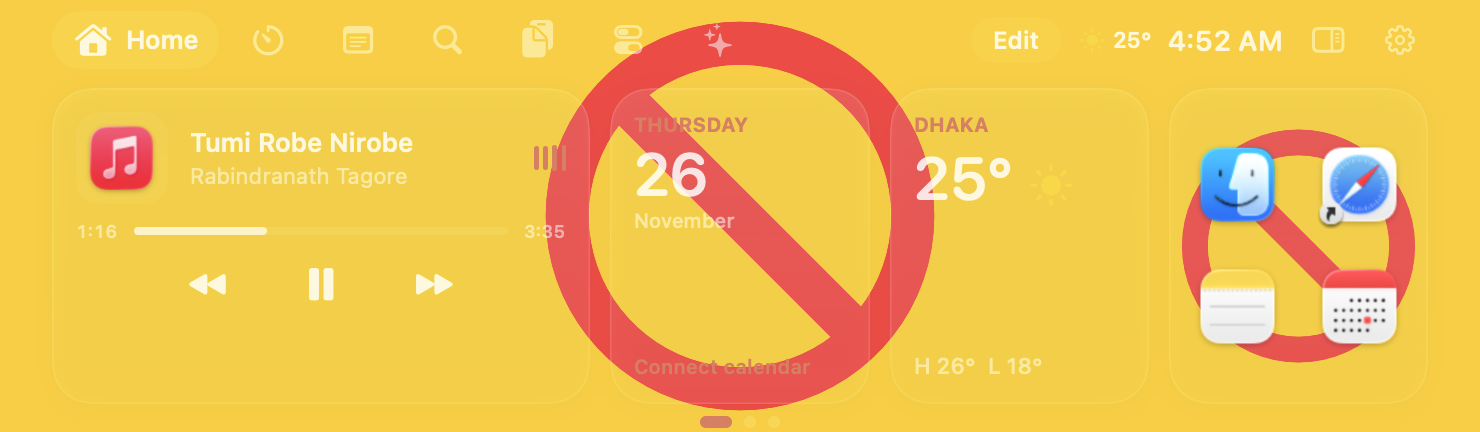 Home
Edit
25°
4:52 AM
Tumi Robe Nirobe
Rabindranath Tagore
1:16
3:35
THURSDAY
26
November
Connect calendar
DHAKA
25°
H 26° L 18°